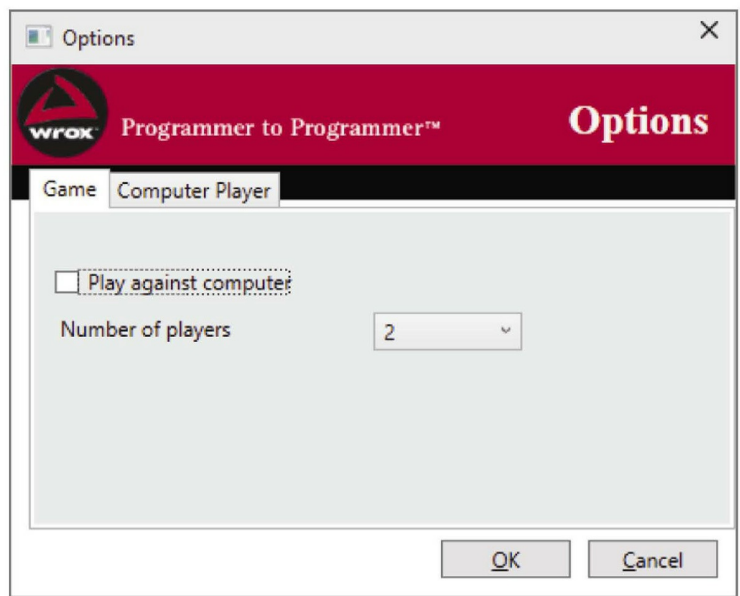 Options
wrox
Programmer to Programmer™
Options
Game
Computer Player
Play against computer
Number of players
2
OK
Cancel